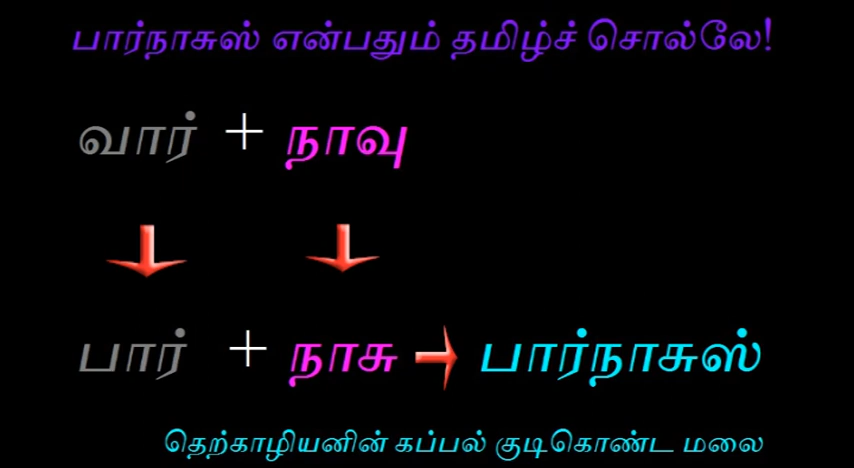 பார்நாசுஸ் என்பதும் தமிழ்ச் சொல்லே!
வார் + நாவு
பார் + நாசு → பார்நாசுஸ்
தெற்காழியனின் கப்பல் குடிகொண்ட மலை